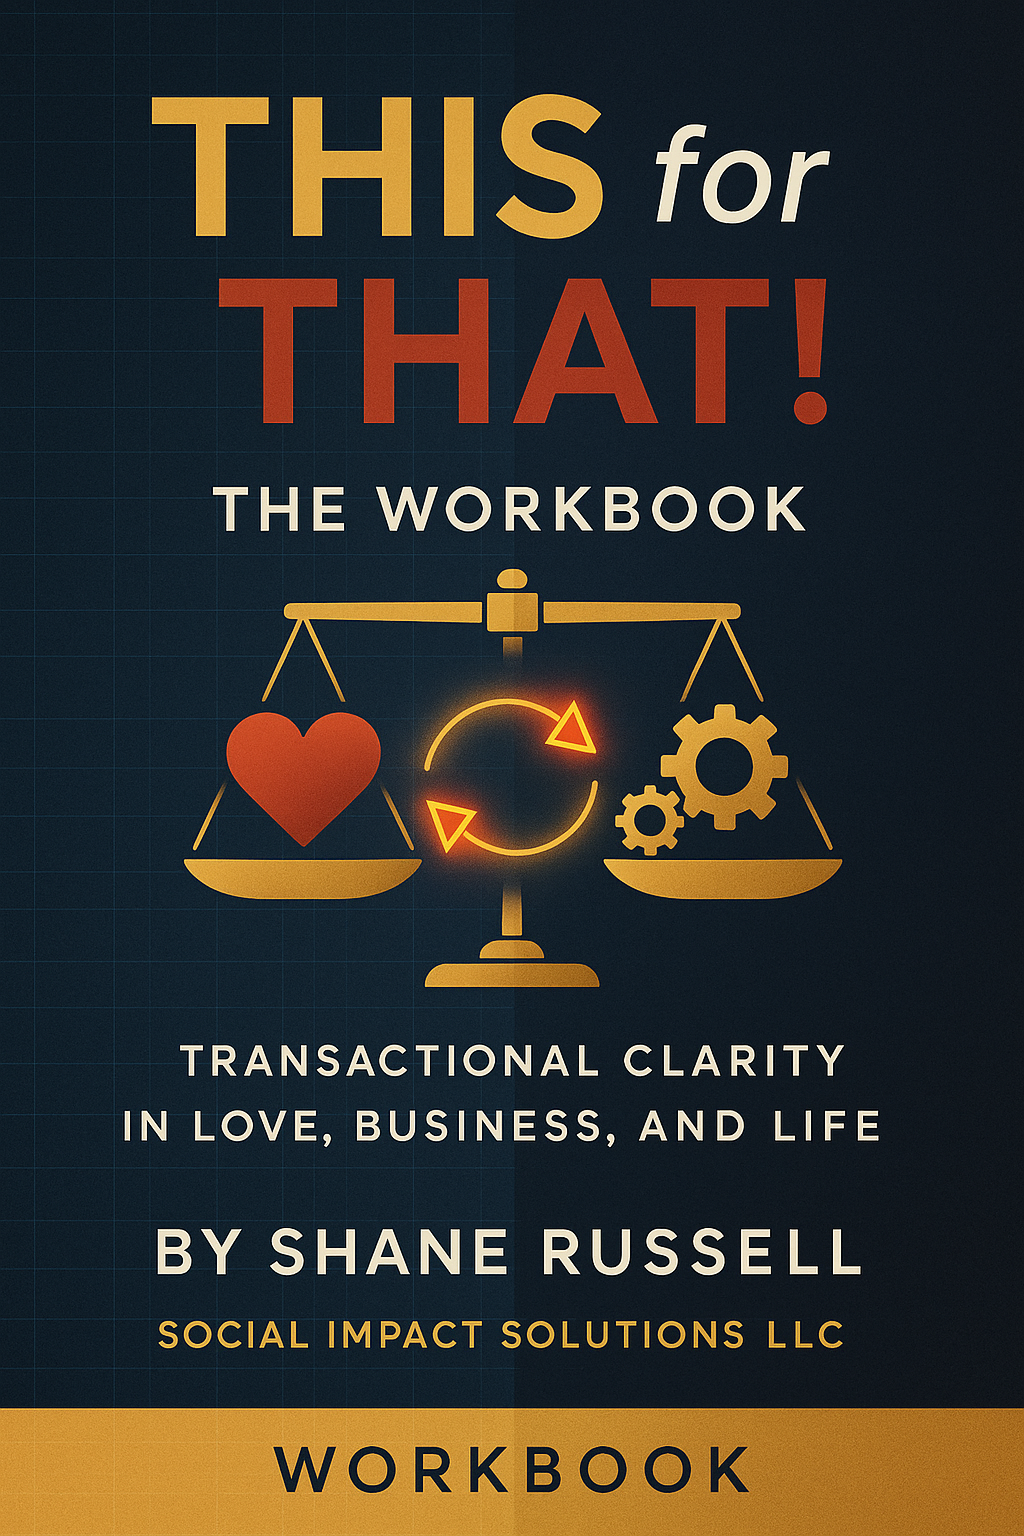 THIS for
THAT!
THE WORKBOOK
TRANSACTIONAL CLARITY
IN LOVE, BUSINESS, AND LIFE
BY SHANE RUSSELL
SOCIAL IMPACT SOLUTIONS LLC
WORKBOOK